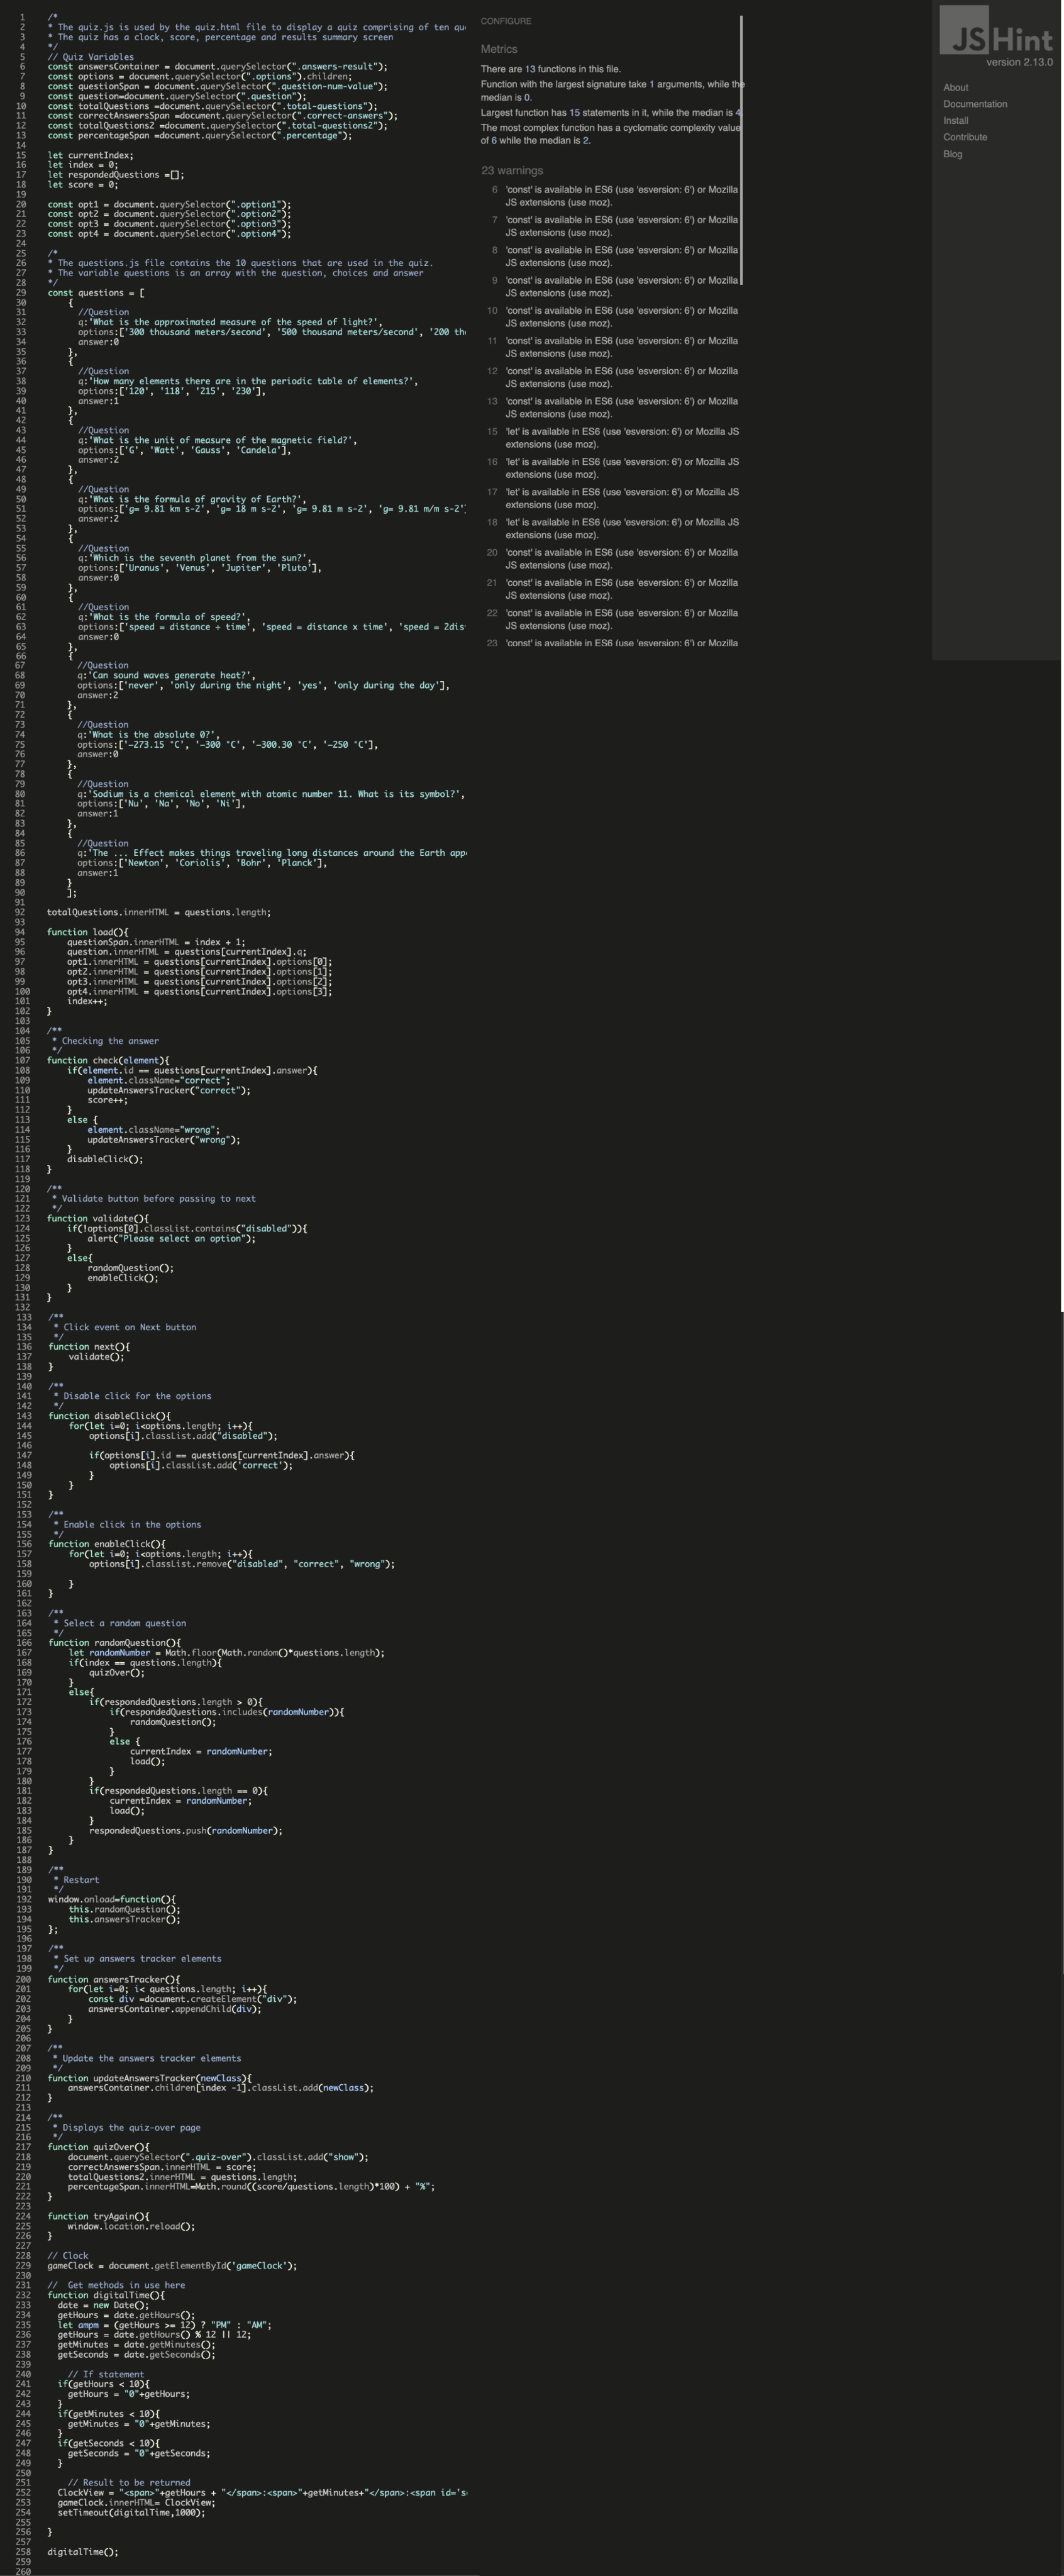 1 /*
2 * The quiz.js is used by the quiz.html file to display a quiz comprising of ten
3 * The quiz has a clock, score, percentage and results summary screen
4 */
5 // Quiz Variables
6 const answersContainer = document.querySelector(".answers-result");
7 const options = document.querySelector(".options").children;
8 const questionSpan = document.querySelector(".question-num-value");
9 const question=document.querySelector(".question");
10 const totalQuestions =document.querySelector(".total-questions");
11 const correctAnswersSpan =document.querySelector(".correct-answers");
12 const totalQuestions2 =document.querySelector(".total-questions2");
13 const percentageSpan =document.querySelector(".percentage");
14
15 let currentIndex;
16 let index = 0;
17 let respondedQuestions =[];
18 let score = 0;
19
20 const opt1 = document.querySelector(".option1");
21 const opt2 = document.querySelector(".option2");
22 const opt3 = document.querySelector(".option3");
23 const opt4 = document.querySelector(".option4");
24
25 /*
26 * The questions.js file contains the 10 questions that are used in the quiz.
27 * The variable questions is an array with the question, choices and answer
28 */
29 const questions = [
30 {
31 //Question
32 q:'What is the approximated measure of the speed of light?',
33 options:['300 thousand meters/second', '500 thousand meters/second', '200
34 answer:0
35 },
36 {
37 //Question
38 q:'How many elements there are in the periodic table of elements?',
39 options:['120', '118', '215', '230'],
40 answer:1
41 },
42 {
43 //Question
44 q:'What is the unit of measure of the magnetic field?',
45 options:['G', 'Watt', 'Gauss', 'Candela'],
46 answer:2
47 },
48 {
49 //Question
50 q:'What is the formula of gravity of Earth?',
51 options:['g= 9.81 km s-2', 'g= 18 m s-2', 'g= 9.81 m s-2', 'g= 9.81 m/m s-2']
52 answer:2
53 },
54 {
55 //Question
56 q:'Which is the seventh planet from the sun?',
57 options:['Uranus', 'Venus', 'Jupiter', 'Pluto'],
58 answer:0
59 },
60 {
61 //Question
62 q:'What is the formula of speed?',
63 options:['speed = distance ÷ time', 'speed = distance x time', 'speed = 2dis
64 answer:0
65 },
66 {
67 //Question
68 q:'Can sound waves generate heat?',
69 options:['never', 'only during the night', 'yes', 'only during the day'],
70 answer:2
71 },
72 {
73 //Question
74 q:'What is the absolute 0?',
75 options:['-273.15 °C', '-300 °C', '-300.30 °C', '-250 °C'],
76 answer:0
77 },
78 {
79 //Question
80 q:'Sodium is a chemical element with atomic number 11. What is its symbol?',
81 options:['Nu', 'Na', 'No', 'Ni'],
82 answer:1
83 },
84 {
85 //Question
86 q:'The ... Effect makes things traveling long distances around the Earth
87 options:['Newton', 'Coriolis', 'Bohr', 'Planck'],
88 answer:1
89 }
90 ];
91
92 totalQuestions.innerHTML = questions.length;
93
94 function load(){
95 questionSpan.innerHTML = index + 1;
96 question.innerHTML = questions[currentIndex].q;
97 opt1.innerHTML = questions[currentIndex].options[0];
98 opt2.innerHTML = questions[currentIndex].options[1];
99 opt3.innerHTML = questions[currentIndex].options[2];
100 opt4.innerHTML = questions[currentIndex].options[3];
101 index++;
102 }
103
104 /**
105 * Checking the answer
106 */
107 function check(element){
108 if(element.id == questions[currentIndex].answer){
109 element.className="correct";
110 updateAnswersTracker("correct");
111 score++;
112 }
113 else {
114 element.className="wrong";
115 updateAnswersTracker("wrong");
116 }
117 disableClick();
118 }
119
120 /**
121 * Validate button before passing to next
122 */
123 function validate(){
124 if(!options[0].classList.contains("disabled")){
125 alert("Please select an option");
126 }
127 else{
128 randomQuestion();
129 enableClick();
130 }
131 }
132
133 /**
134 * Click event on Next button
135 */
136 function next(){
137 validate();
138 }
139
140 /**
141 * Disable click for the options
142 */
143 function disableClick(){
144 for(let i=0; i<options.length; i++){
145 options[i].classList.add("disabled");
146
147 if(options[i].id == questions[currentIndex].answer){
148 options[i].classList.add('correct');
149 }
150 }
151 }
152
153 /**
154 * Enable click in the options
155 */
156 function enableClick(){
157 for(let i=0; i<options.length; i++){
158 options[i].classList.remove("disabled", "correct", "wrong");
159
160 }
161 }
162
163 /**
164 * Select a random question
165 */
166 function randomQuestion(){
167 let randomNumber = Math.floor(Math.random()*questions.length);
168 if(index == questions.length){
169 quizOver();
170 }
171 else{
172 if(respondedQuestions.length > 0){
173 if(respondedQuestions.includes(randomNumber)){
174 randomQuestion();
175 }
176 else {
177 currentIndex = randomNumber;
178 load();
179 }
180 }
181 if(respondedQuestions.length == 0){
182 currentIndex = randomNumber;
183 load();
184 }
185 respondedQuestions.push(randomNumber);
186 }
187 }
188
189 /**
190 * Restart
191 */
192 window.onload=function(){
193 this.randomQuestion();
194 this.answersTracker();
195 };
196
197 /**
198 * Set up answers tracker elements
199 */
200 function answersTracker(){
201 for(let i=0; i< questions.length; i++){
202 const div =document.createElement("div");
203 answersContainer.appendChild(div);
204 }
205 }
206
207 /**
208 * Update the answers tracker elements
209 */
210 function updateAnswersTracker(newClass){
211 answersContainer.children[index -1].classList.add(newClass);
212 }
213
214 /**
215 * Displays the quiz-over page
216 */
217 function quizOver(){
218 document.querySelector(".quiz-over").classList.add("show");
219 correctAnswersSpan.innerHTML = score;
220 totalQuestions2.innerHTML = questions.length;
221 percentageSpan.innerHTML=Math.round((score/questions.length)*100) + "%";
222 }
223
224 function tryAgain(){
225 window.location.reload();
226 }
227
228 // Clock
229 gameClock = document.getElementById('gameClock');
230
231 // Get methods in use here
232 function digitalTime(){
233 date = new Date();
234 getHours = date.getHours();
235 let ampm = (getHours >= 12) ? "PM" : "AM";
236 getHours = date.getHours() % 12 || 12;
237 getMinutes = date.getMinutes();
238 getSeconds = date.getSeconds();
239
240 // If statement
241 if(getHours < 10){
242 getHours = "0"+getHours;
243 }
244 if(getMinutes < 10){
245 getMinutes = "0"+getMinutes;
246 }
247 if(getSeconds < 10){
248 getSeconds = "0"+getSeconds;
249 }
250
251 // Result to be returned
252 ClockView = "<span>"+getHours + "</span>:<span>"+getMinutes+"</span>:<span id='s
253 gameClock.innerHTML= ClockView;
254 setTimeout(digitalTime,1000);
255
256 }
257
258 digitalTime();
259
260
CONFIGURE
Metrics
There are 13 functions in this file.
Function with the largest signature take 1 arguments, while the
median is 0.
Largest function has 15 statements in it, while the median is 4
The most complex function has a cyclomatic complexity value
of 6 while the median is 2.
23 warnings
6 'const' is available in ES6 (use 'esversion: 6') or Mozilla
JS extensions (use moz).
7 'const' is available in ES6 (use 'esversion: 6') or Mozilla
JS extensions (use moz).
8 'const' is available in ES6 (use 'esversion: 6') or Mozilla
JS extensions (use moz).
9 'const' is available in ES6 (use 'esversion: 6') or Mozilla
JS extensions (use moz).
10 'const' is available in ES6 (use 'esversion: 6') or Mozilla
JS extensions (use moz).
11 'const' is available in ES6 (use 'esversion: 6') or Mozilla
JS extensions (use moz).
12 'const' is available in ES6 (use 'esversion: 6') or Mozilla
JS extensions (use moz).
13 'const' is available in ES6 (use 'esversion: 6') or Mozilla
JS extensions (use moz).
15 'let' is available in ES6 (use 'esversion: 6') or Mozilla JS
extensions (use moz).
16 'let' is available in ES6 (use 'esversion: 6') or Mozilla JS
extensions (use moz).
17 'let' is available in ES6 (use 'esversion: 6') or Mozilla JS
extensions (use moz).
18 'let' is available in ES6 (use 'esversion: 6') or Mozilla JS
extensions (use moz).
20 'const' is available in ES6 (use 'esversion: 6') or Mozilla
JS extensions (use moz).
21 'const' is available in ES6 (use 'esversion: 6') or Mozilla
JS extensions (use moz).
22 'const' is available in ES6 (use 'esversion: 6') or Mozilla
JS extensions (use moz).
23 'const' is available in ES6 (use 'esversion: 6') or Mozilla
JSHint
version 2.13.0
About
Documentation
Install
Contribute
Blog